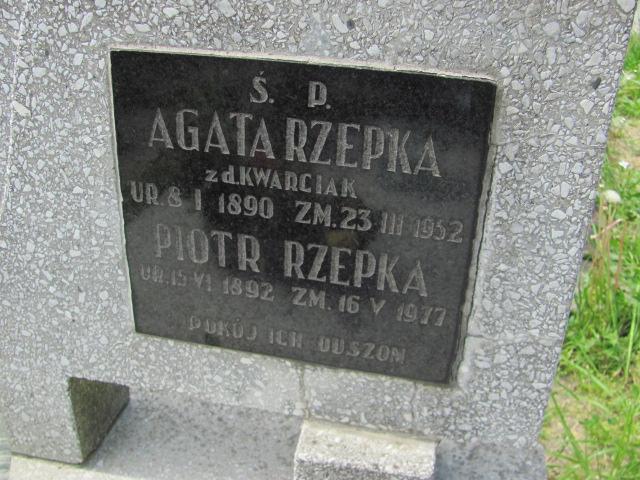 Ś. P.
AGATA RZEPKA
z d. KWARCIAK
UR. 8 I 1890 ZM. 23 III 1952
PIOTR RZEPKA
UR. 15 VI 1892 ZM. 16 V 1977
POKÓJ ICH DUSZOM